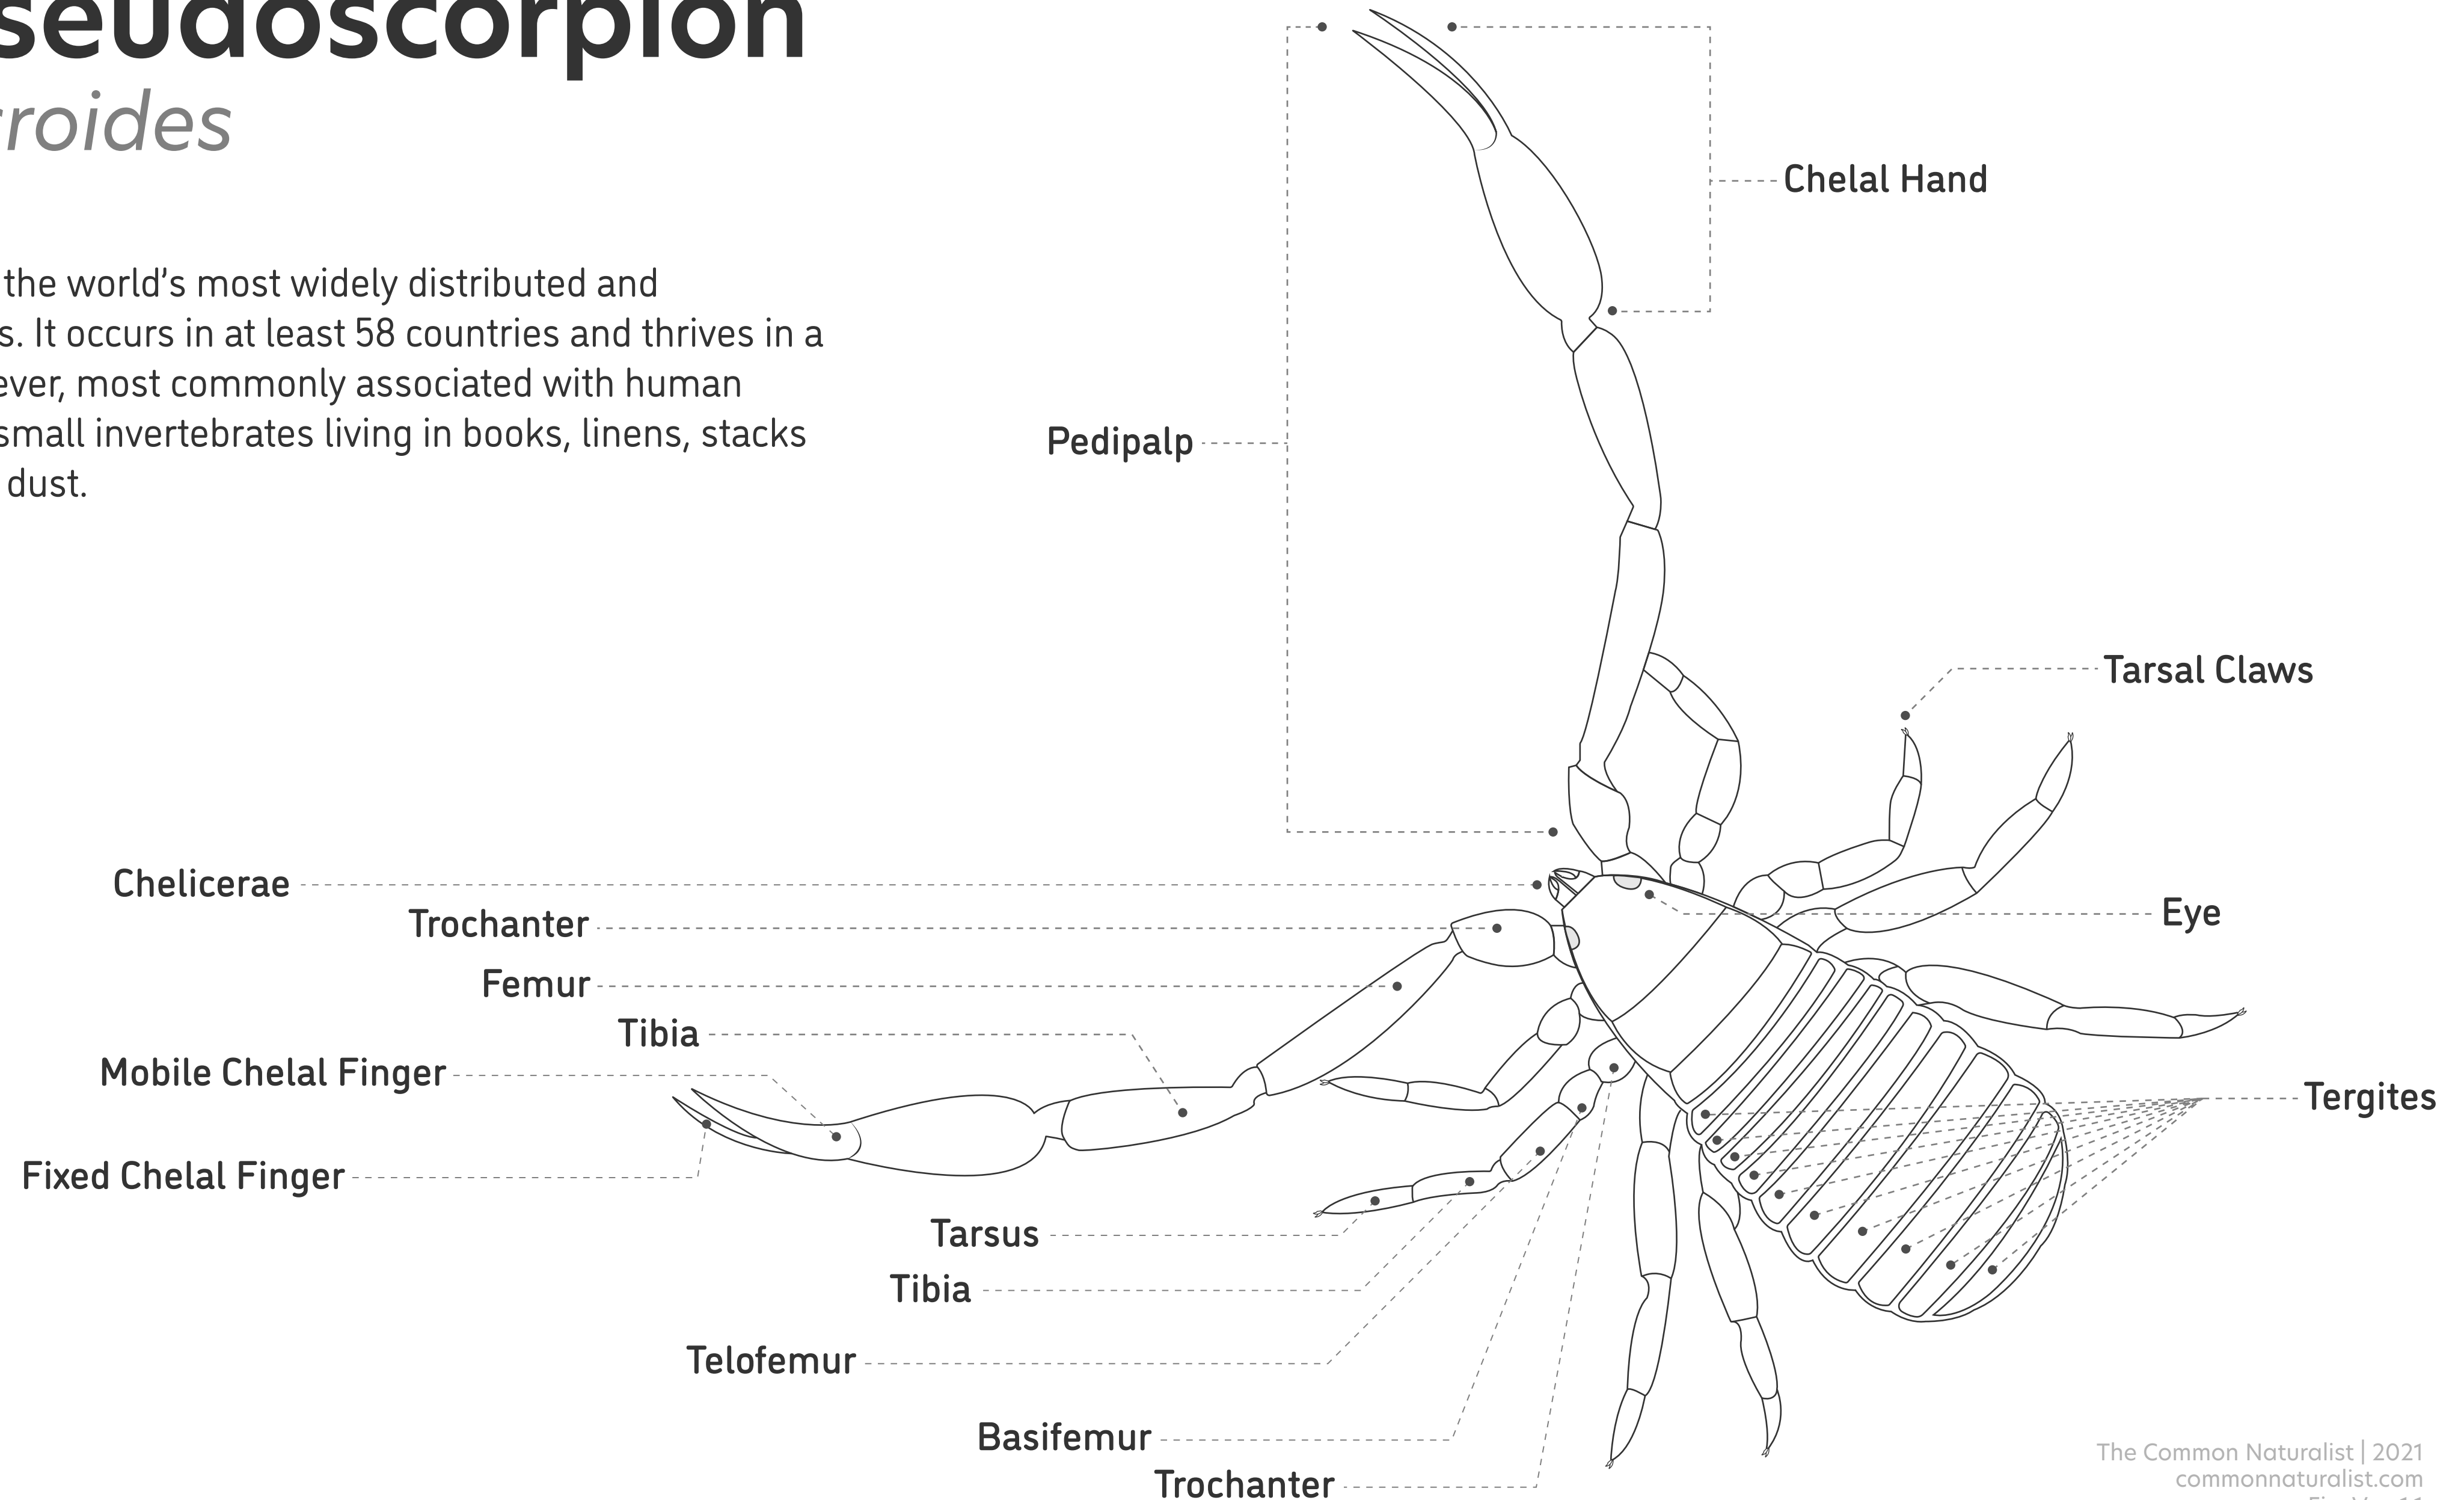 seudoscorpion
roides
the world's most widely distributed and
s. It occurs in at least 58 countries and thrives in a
ever, most commonly associated with human
small invertebrates living in books, linens, stacks
dust.
Chelal Hand
Pedipalp
Tarsal Claws
Chelicerae
Eye
Trochanter
Femur
Tibia
Mobile Chelal Finger
Tergites
Fixed Chelal Finger
Tarsus
Tibia
Telofemur
Basifemur
Trochanter
The Common Naturalist | 2021
commonnaturalist.com